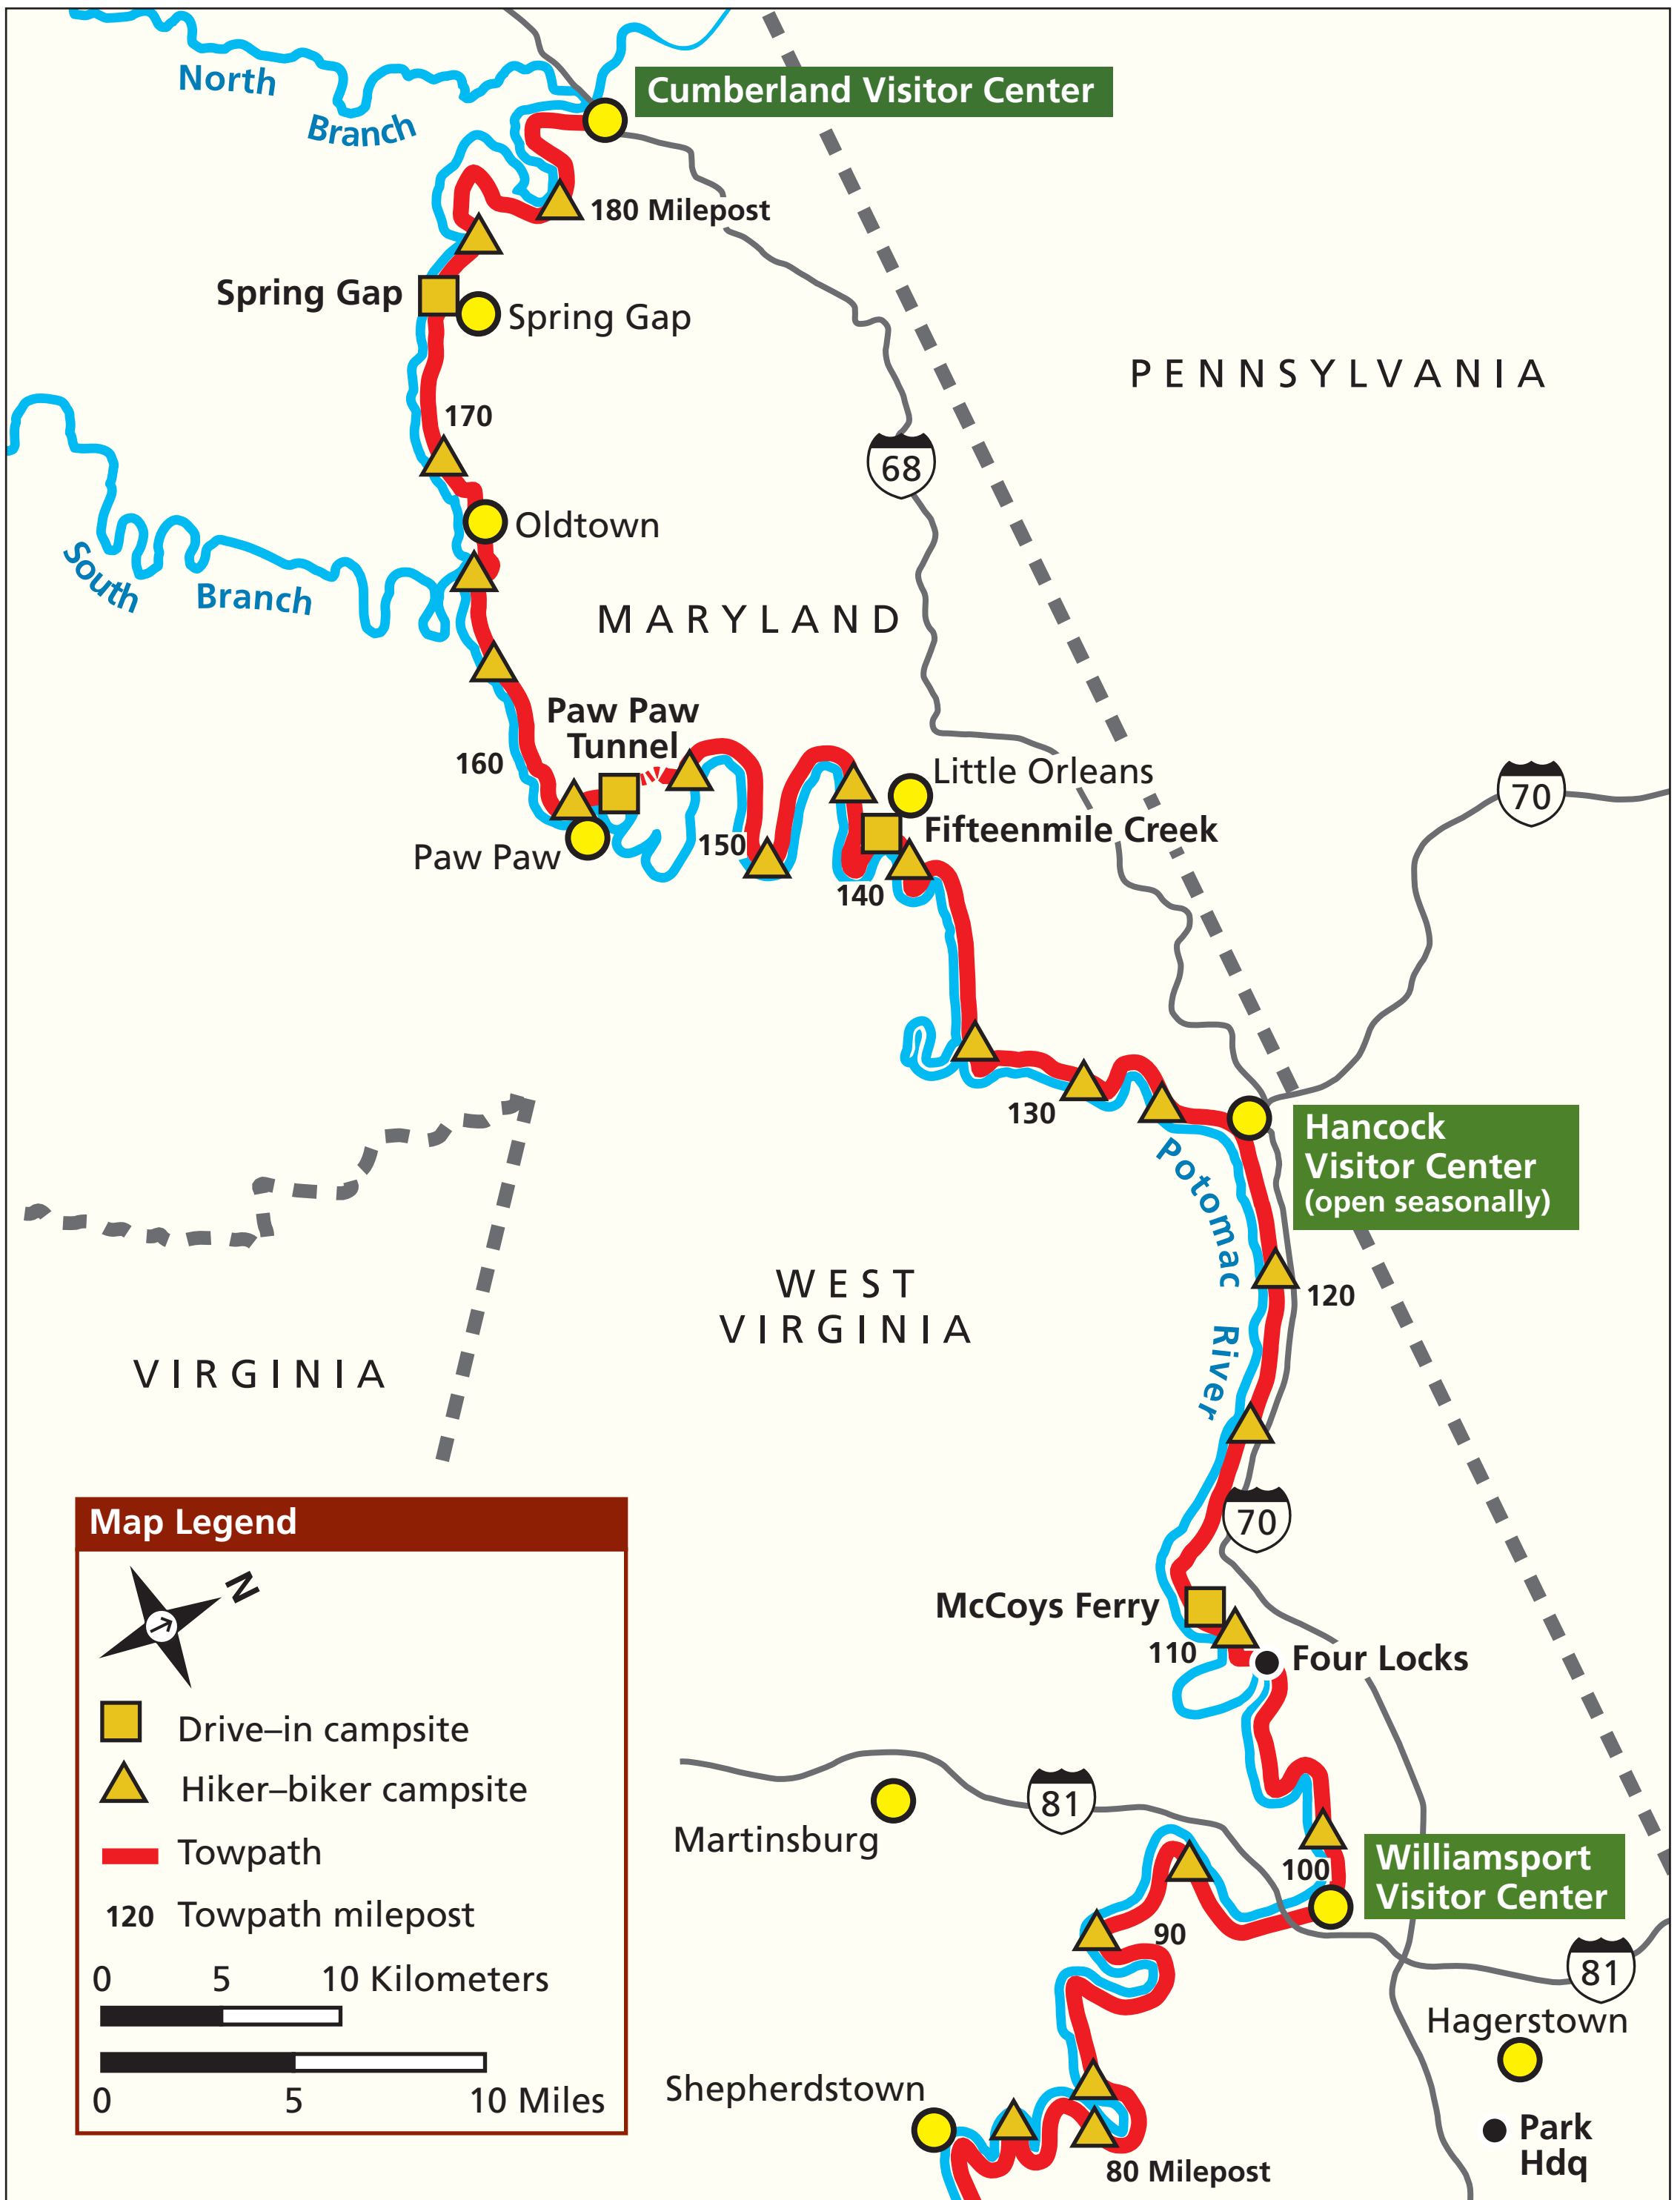 North
Branch
Cumberland Visitor Center
180 Milepost
Spring Gap
Spring Gap
PENNSYLVANIA
170
68
Oldtown
South
Branch
MARYLAND
Paw Paw
Tunnel
160
Little Orleans
70
Fifteenmile Creek
150
Paw Paw
140
130
Hancock
Visitor Center
(open seasonally)
Potomac
River
120
WEST
VIRGINIA
VIRGINIA
70
McCoys Ferry
110
Four Locks
81
Martinsburg
100
Williamsport
Visitor Center
90
81
Hagerstown
Shepherdstown
Park
Hdq
80 Milepost
Map Legend
N
Drive–in campsite
Hiker–biker campsite
Towpath
120 Towpath milepost
0 5 10 Kilometers
0 5 10 Miles